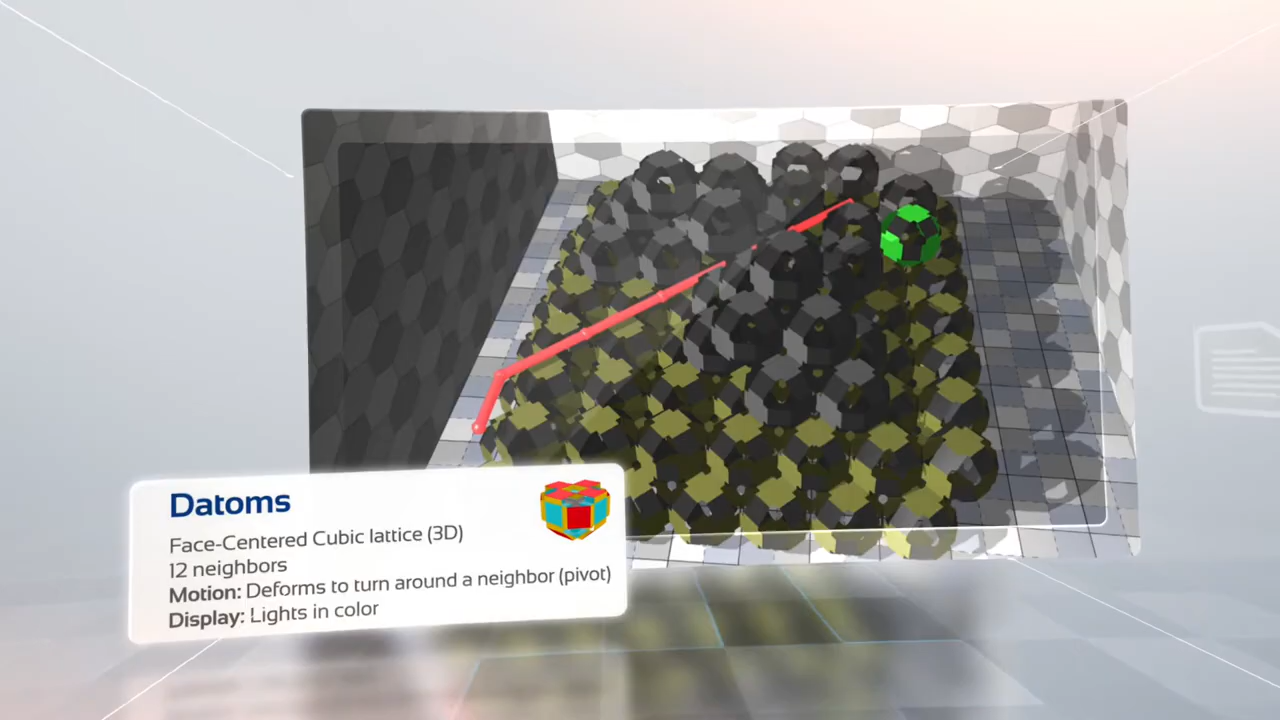 Datoms
Face-Centered Cubic lattice (3D)
12 neighbors
Motion: Deforms to turn around a neighbor (pivot)
Display: Lights in color